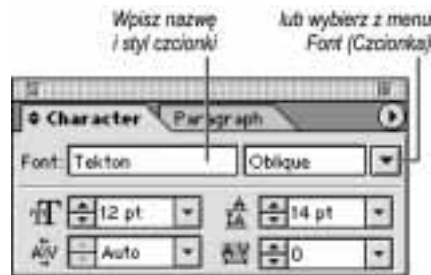 Wpisz nazwę
i styl czcionki
lub wybierz z menu
Font (Czcionka)
Character Paragraph
Font: Tekton Oblique
12 pt 14 pt
Auto 0